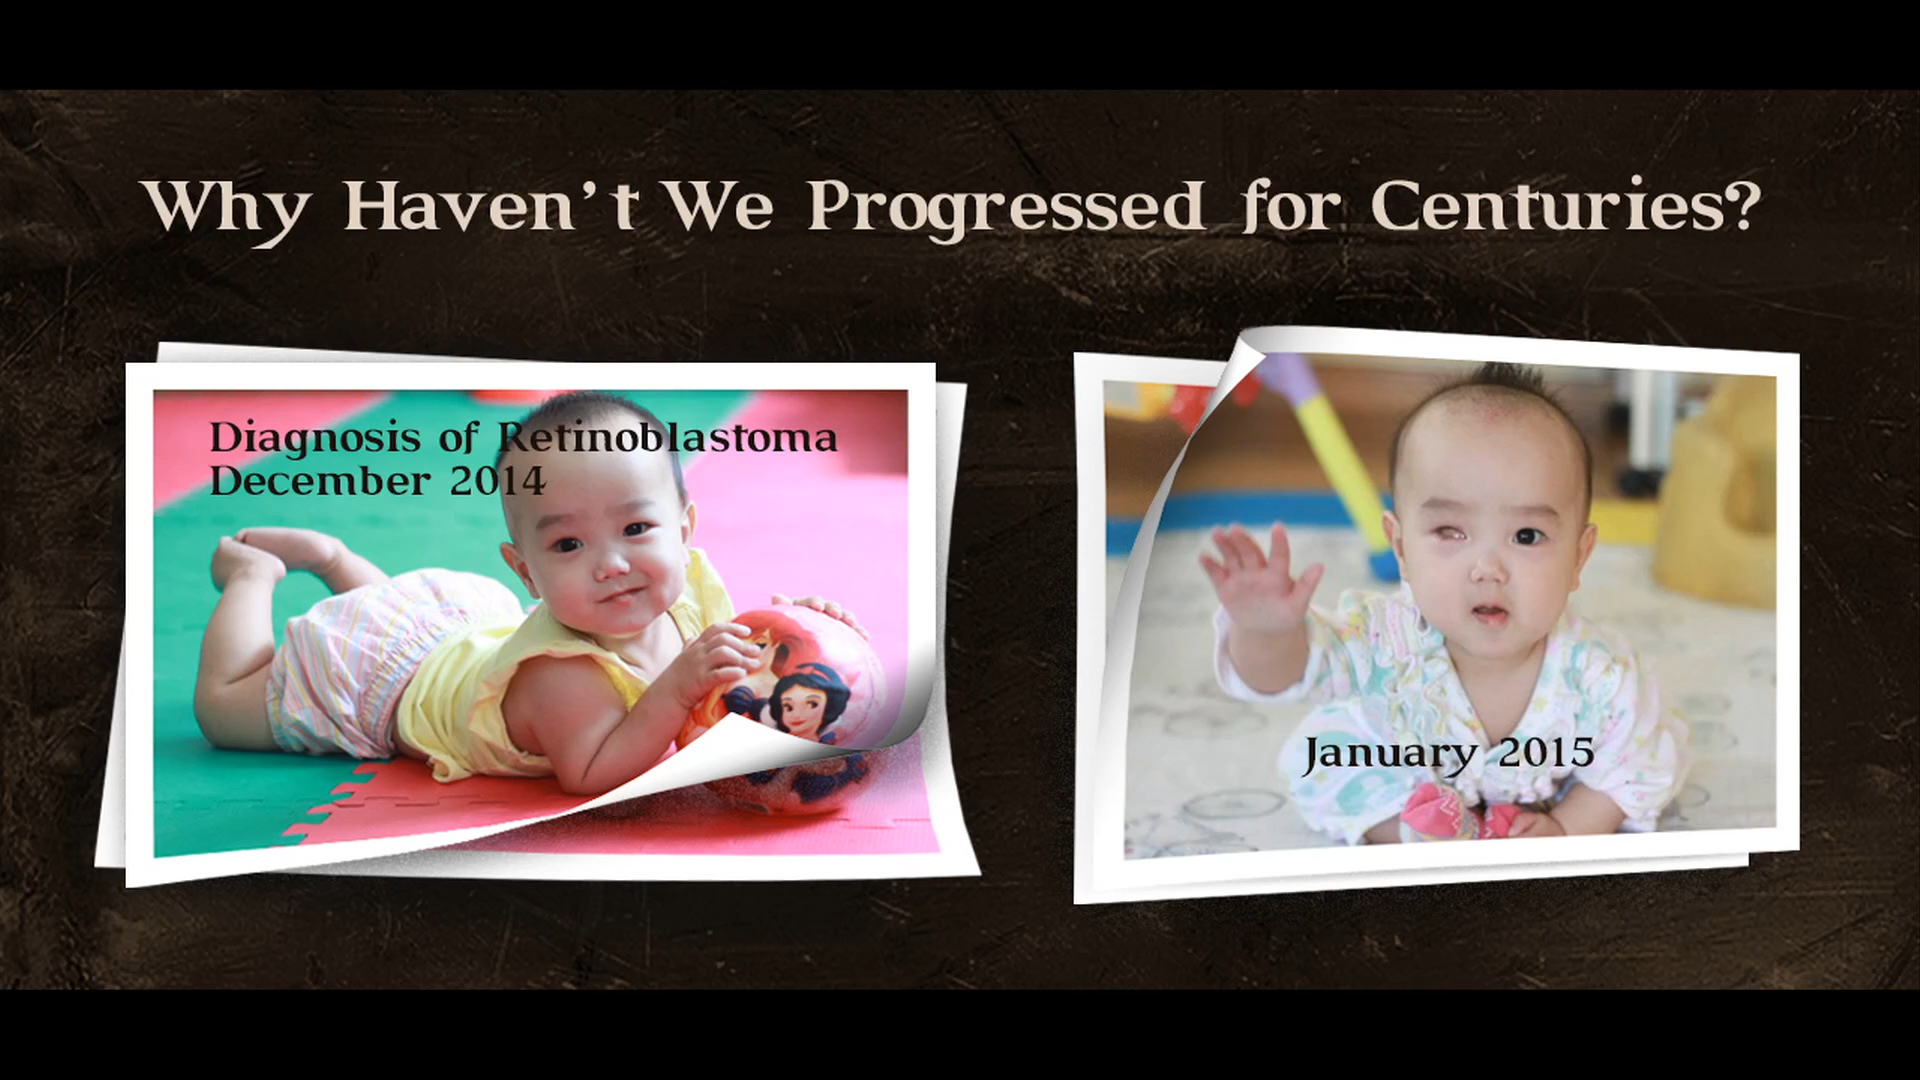 Why Haven't We Progressed for Centuries?
Diagnosis of Retinoblastoma
December 2014
January 2015